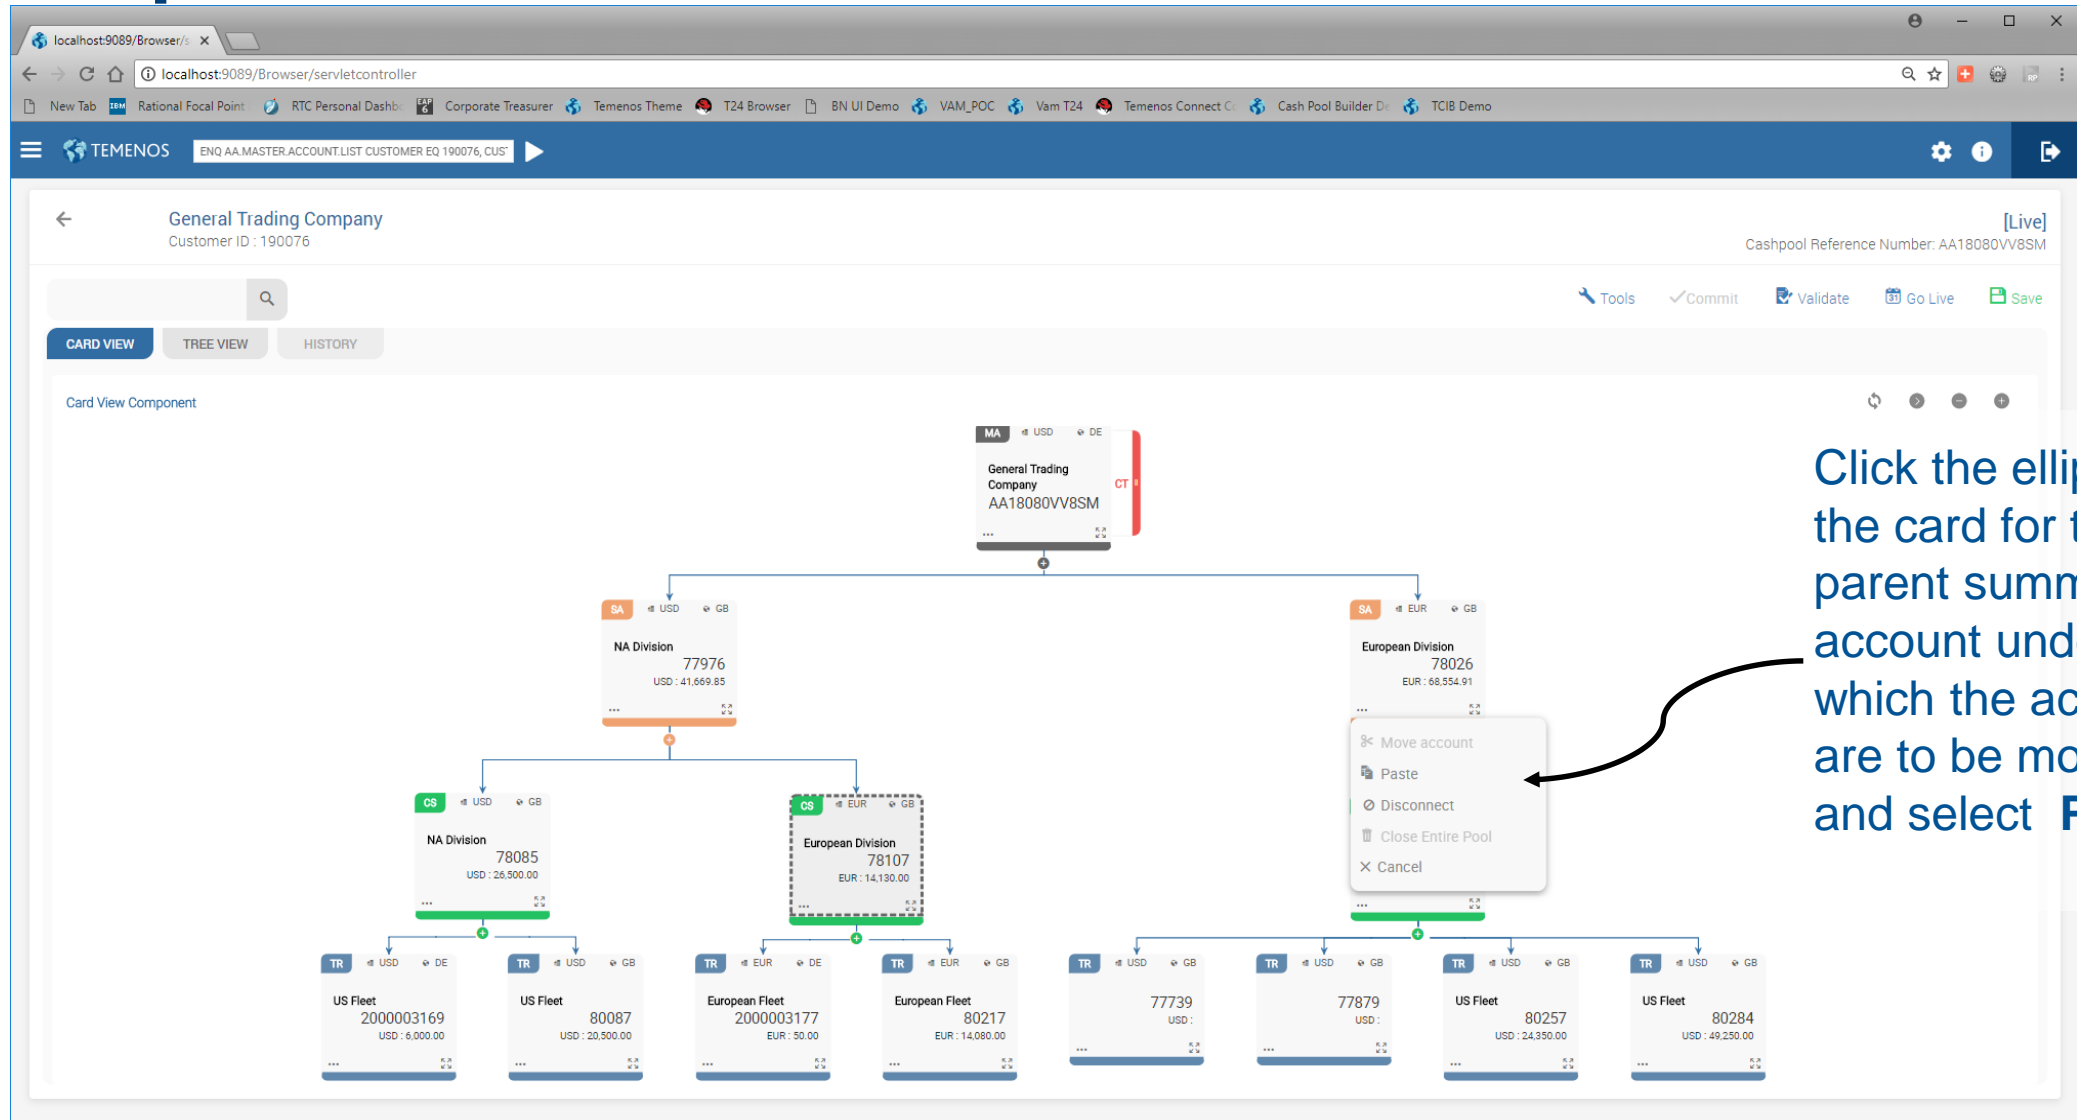 localhost:9089/Browser/s
localhost:9089/Browser/servletcontroller
New Tab IBM Rational Focal Point RTC Personal Dashb EAP 6 Corporate Treasurer Temenos Theme T24 Browser BN UI Demo VAM_POC Vam T24 Temenos Connect C Cash Pool Builder De TCIB Demo
TEMENOS ENQ AA.MASTER.ACCOUNT.LIST CUSTOMER EQ 190076, CUS
General Trading Company
Customer ID : 190076
[Live]
Cashpool Reference Number: AA18080VV8SM
Tools Commit Validate Go Live Save
CARD VIEW TREE VIEW HISTORY
Card View Component
MA USD DE
General Trading
Company
AA18080VV8SM
CT
...
SA USD GB
NA Division
77976
USD : 41,669.85
...
SA EUR GB
European Division
78026
EUR : 68,554.91
...
Move account
Paste
Disconnect
Close Entire Pool
Cancel
...
CS USD GB
NA Division
78085
USD : 26,500.00
...
CS EUR GB
European Division
78107
EUR : 14,130.00
...
TR USD DE
US Fleet
2000003169
USD : 6,000.00
...
TR USD GB
US Fleet
80087
USD : 20,500.00
...
TR EUR DE
European Fleet
2000003177
EUR : 50.00
...
TR EUR GB
European Fleet
80217
EUR : 14,080.00
...
TR USD GB
77739
USD :
...
TR USD GB
77879
USD :
...
TR USD GB
US Fleet
80257
USD : 24,350.00
...
TR USD GB
US Fleet
80284
USD : 49,250.00
...
Click the elli
the card for
parent summ
account und
which the ac
are to be mo
and select